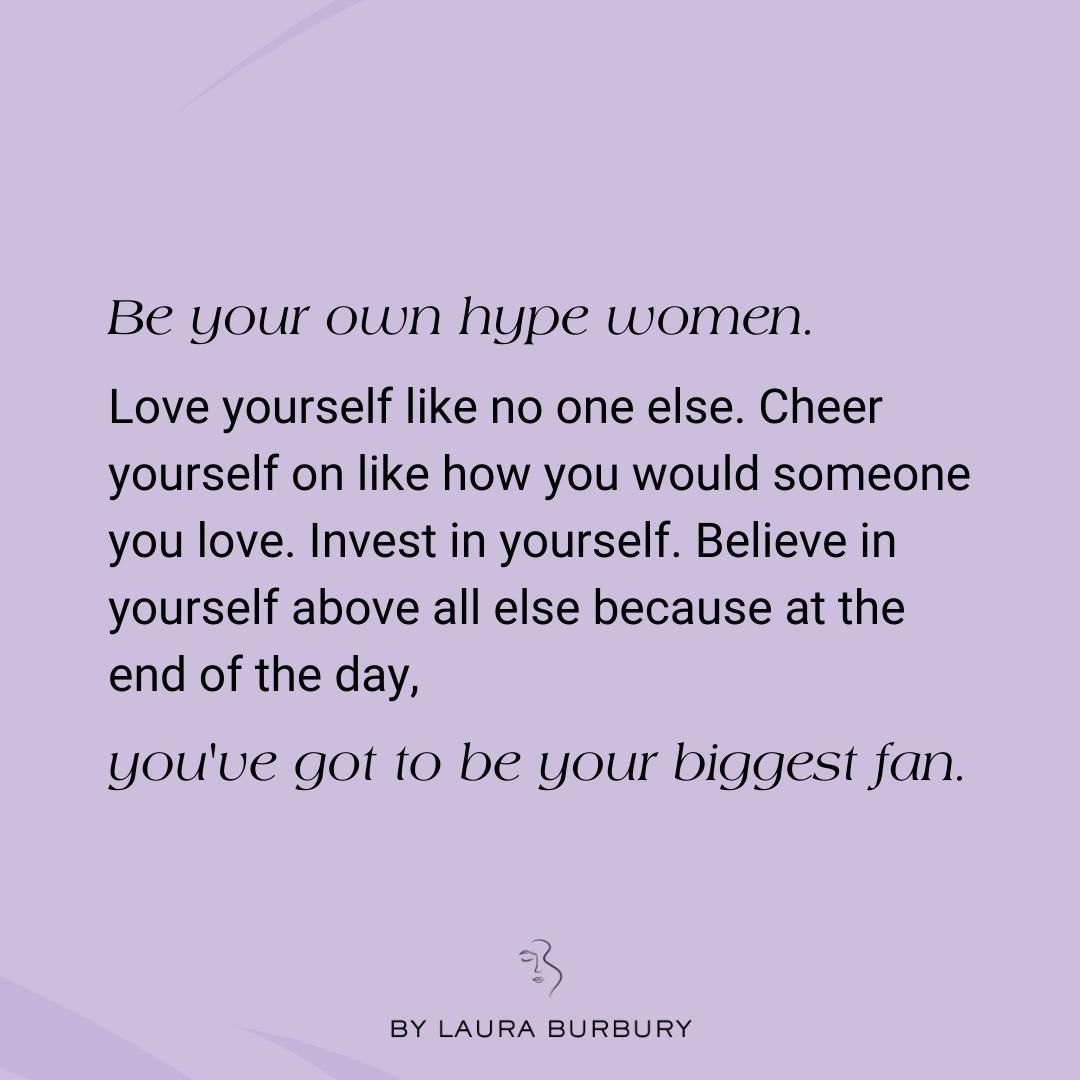 Be your own hype women.
Love yourself like no one else. Cheer
yourself on like how you would someone
you love. Invest in yourself. Believe in
yourself above all else because at the
end of the day,
you've got to be your biggest fan.
BY LAURA BURBURY